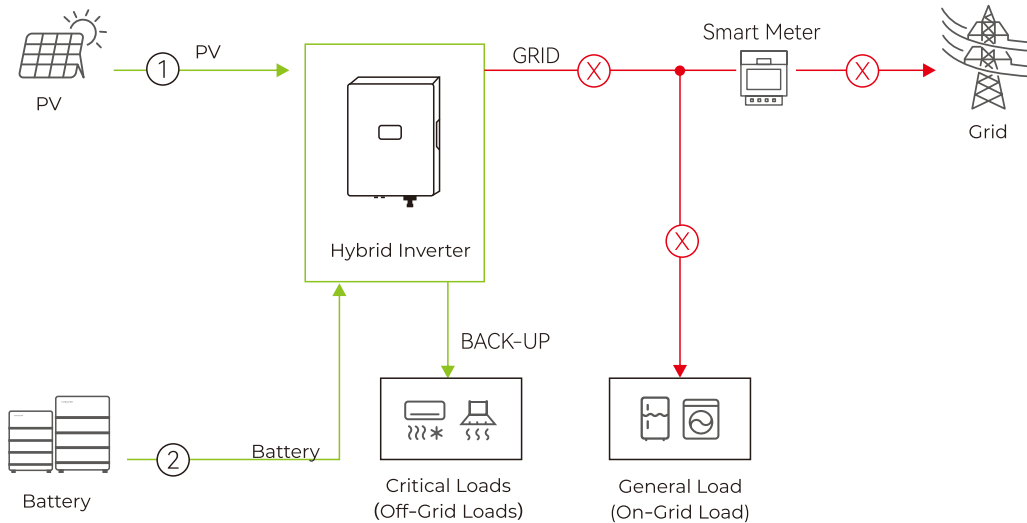 Smart Meter
PV
GRID
1
X
X
PV
Grid
X
Hybrid Inverter
BACK-UP
Battery
2
Battery
Critical Loads
(Off-Grid Loads)
General Load
(On-Grid Load)